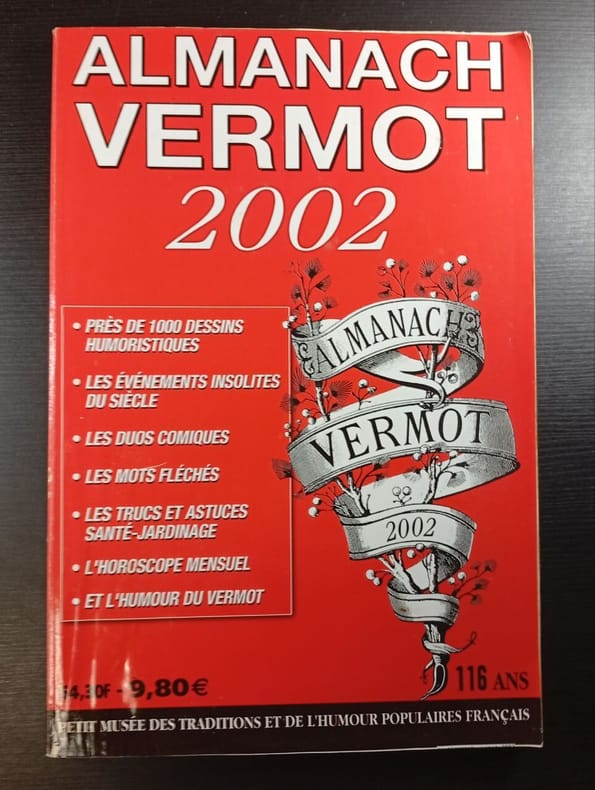 ALMANACH
VERMOT
2002
• PRÈS DE 1000 DESSINS
HUMORISTIQUES
• LES ÉVÉNEMENTS INSOLITES
DU SIÈCLE
• LES DUOS COMIQUES
• LES MOTS FLÉCHÉS
• LES TRUCS ET ASTUCES
SANTÉ-JARDINAGE
• L'HOROSCOPE MENSUEL
• ET L'HUMOUR DU VERMOT
ALMANACH
VERMOT
2002
64,30F - 9,80€
116 ANS
PETIT MUSÉE DES TRADITIONS ET DE L'HUMOUR POPULAIRES FRANÇAIS